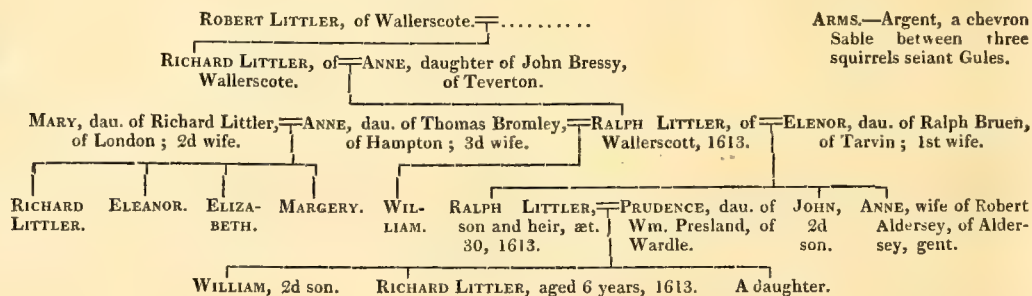 ROBERT LITTLER, of Wallerscote.
ARMS.—Argent, a chevron
Sable between three
squirrels seiant Gules.
RICHARD LITTLER, of
Wallerscote.
ANNE, daughter of John Bressy,
of Teverton.
MARY, dau. of Richard Littler,
of London ; 2d wife.
ANNE, dau. of Thomas Bromley,
of Hampton ; 3d wife.
RALPH LITTLER, of
Wallerscott, 1613.
ELENOR, dau. of Ralph Bruen,
of Tarvin ; 1st wife.
RICHARD
LITTLER.
ELEANOR.
ELIZA-
BETH.
MARGERY.
WIL-
LIAM.
RALPH LITTLER,
son and heir, æt.
30, 1613.
PRUDENCE, dau. of
Wm. Presland, of
Wardle.
JOHN,
2d
son.
ANNE, wife of Robert
Aldersey, of Alder-
sey, gent.
WILLIAM, 2d son.
RICHARD LITTLER, aged 6 years, 1613.
A daughter.